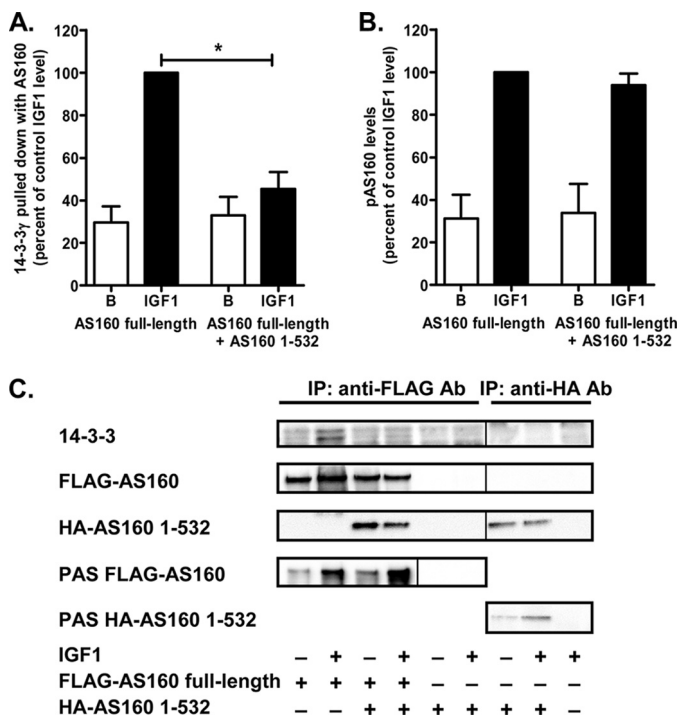 A.
B.
14-3-3γ pulled down with AS160
(percent of control IGF1 level)
120
100
80
60
40
20
0
*
B
IGF1
B
IGF1
AS160 full-length
AS160 full-length
+ AS160 1-532
pAS160 levels
(percent of control IGF1 level)
120
100
80
60
40
20
0
B
IGF1
B
IGF1
AS160 full-length
AS160 full-length
+ AS160 1-532
C.
IP: anti-FLAG Ab
IP: anti-HA Ab
14-3-3
FLAG-AS160
HA-AS160 1-532
PAS FLAG-AS160
PAS HA-AS160 1-532
IGF1 – + – + – + – + +
FLAG-AS160 full-length + + + + – – – – –
HA-AS160 1-532 – – + + – – + + –